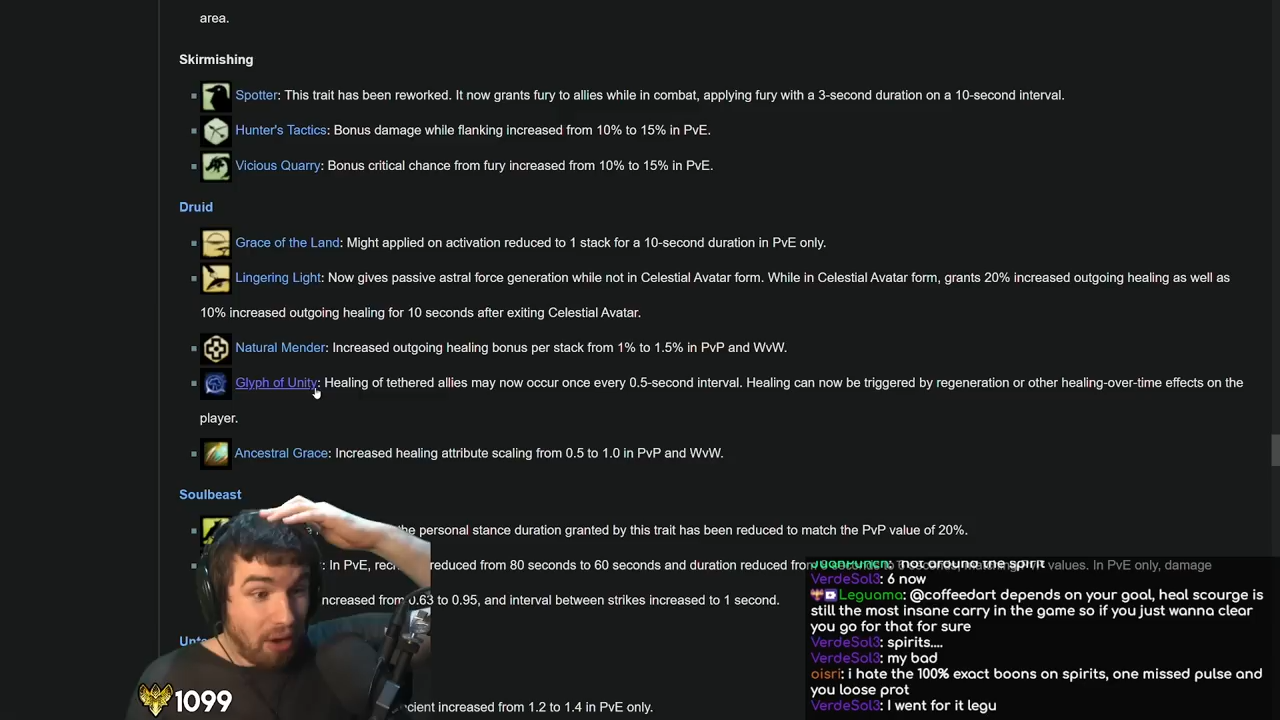 area.
Skirmishing
Spotter: This trait has been reworked. It now grants fury to allies while in combat, applying fury with a 3-second duration on a 10-second interval.
Hunter's Tactics: Bonus damage while flanking increased from 10% to 15% in PvE.
Vicious Quarry: Bonus critical chance from fury increased from 10% to 15% in PvE.
Druid
Grace of the Land: Might applied on activation reduced to 1 stack for a 10-second duration in PvE only.
Lingering Light: Now gives passive astral force generation while not in Celestial Avatar form. While in Celestial Avatar form, grants 20% increased outgoing healing as well as
10% increased outgoing healing for 10 seconds after exiting Celestial Avatar.
Natural Mender: Increased outgoing healing bonus per stack from 1% to 1.5% in PvP and WvW.
Glyph of Unity: Healing of tethered allies may now occur once every 0.5-second interval. Healing can now be triggered by regeneration or other healing-over-time effects on the
player.
Ancestral Grace: Increased healing attribute scaling from 0.5 to 1.0 in PvP and WvW.
Soulbeast
the personal stance duration granted by this trait has been reduced to match the PvP value of 20%.
: In PvE, reduced from 80 seconds to 60 seconds and duration reduced from values. In PvE only, damage
ncreased from 0.63 to 0.95, and interval between strikes increased to 1 second.
cient increased from 1.2 to 1.4 in PvE only.
around the spirit
VerdeSol3: 6 now
Leguama: @coffeedart depends on your goal, heal scourge is
still the most insane carry in the game so if you just wanna clear
you go for that for sure
VerdeSol3: spirits....
VerdeSol3: my bad
oisri: i hate the 100% exact boons on spirits, one missed pulse and
you loose prot
VerdeSol3: I went for it legu
1099